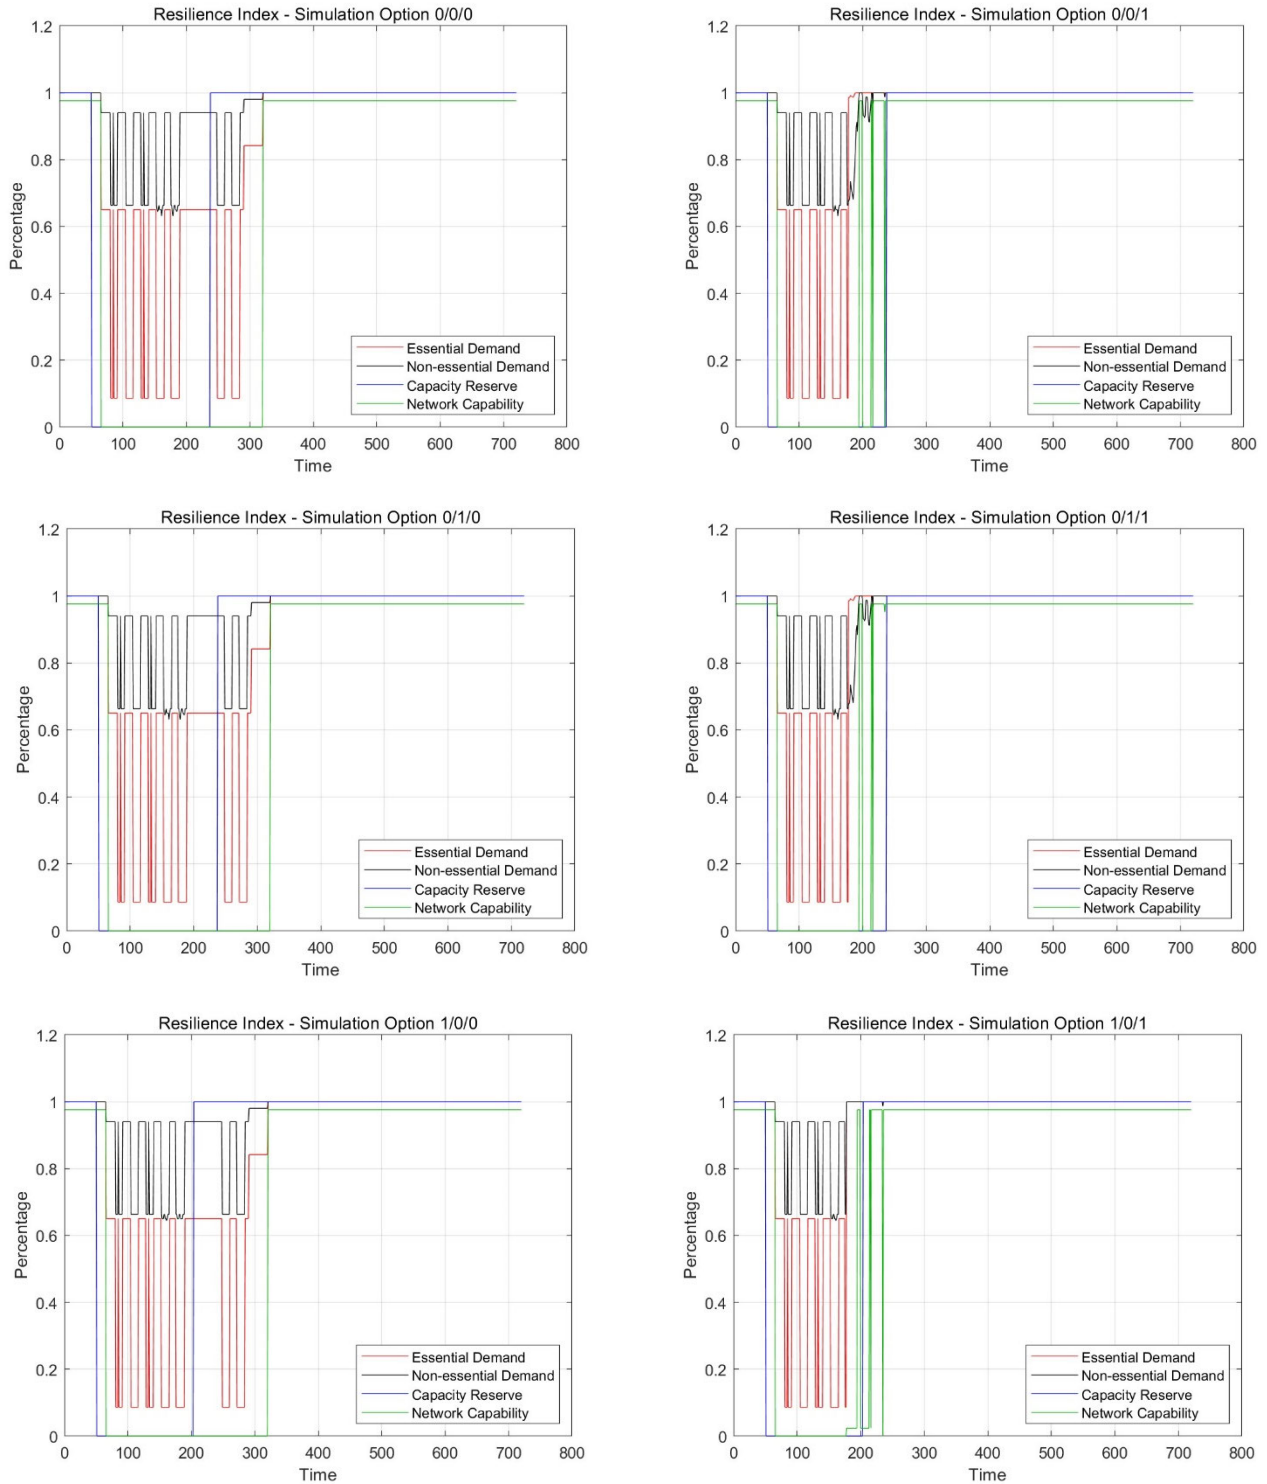 Resilience Index - Simulation Option 0/0/0
1.2
1
0.8
0.6
0.4
0.2
0
Percentage
Essential Demand
Non-essential Demand
Capacity Reserve
Network Capability
0 100 200 300 400 500 600 700 800
Time
Resilience Index - Simulation Option 0/0/1
1.2
1
0.8
0.6
0.4
0.2
0
Percentage
Essential Demand
Non-essential Demand
Capacity Reserve
Network Capability
0 100 200 300 400 500 600 700 800
Time
Resilience Index - Simulation Option 0/1/0
1.2
1
0.8
0.6
0.4
0.2
0
Percentage
Essential Demand
Non-essential Demand
Capacity Reserve
Network Capability
0 100 200 300 400 500 600 700 800
Time
Resilience Index - Simulation Option 0/1/1
1.2
1
0.8
0.6
0.4
0.2
0
Percentage
Essential Demand
Non-essential Demand
Capacity Reserve
Network Capability
0 100 200 300 400 500 600 700 800
Time
Resilience Index - Simulation Option 1/0/0
1.2
1
0.8
0.6
0.4
0.2
0
Percentage
Essential Demand
Non-essential Demand
Capacity Reserve
Network Capability
0 100 200 300 400 500 600 700 800
Time
Resilience Index - Simulation Option 1/0/1
1.2
1
0.8
0.6
0.4
0.2
0
Percentage
Essential Demand
Non-essential Demand
Capacity Reserve
Network Capability
0 100 200 300 400 500 600 700 800
Time